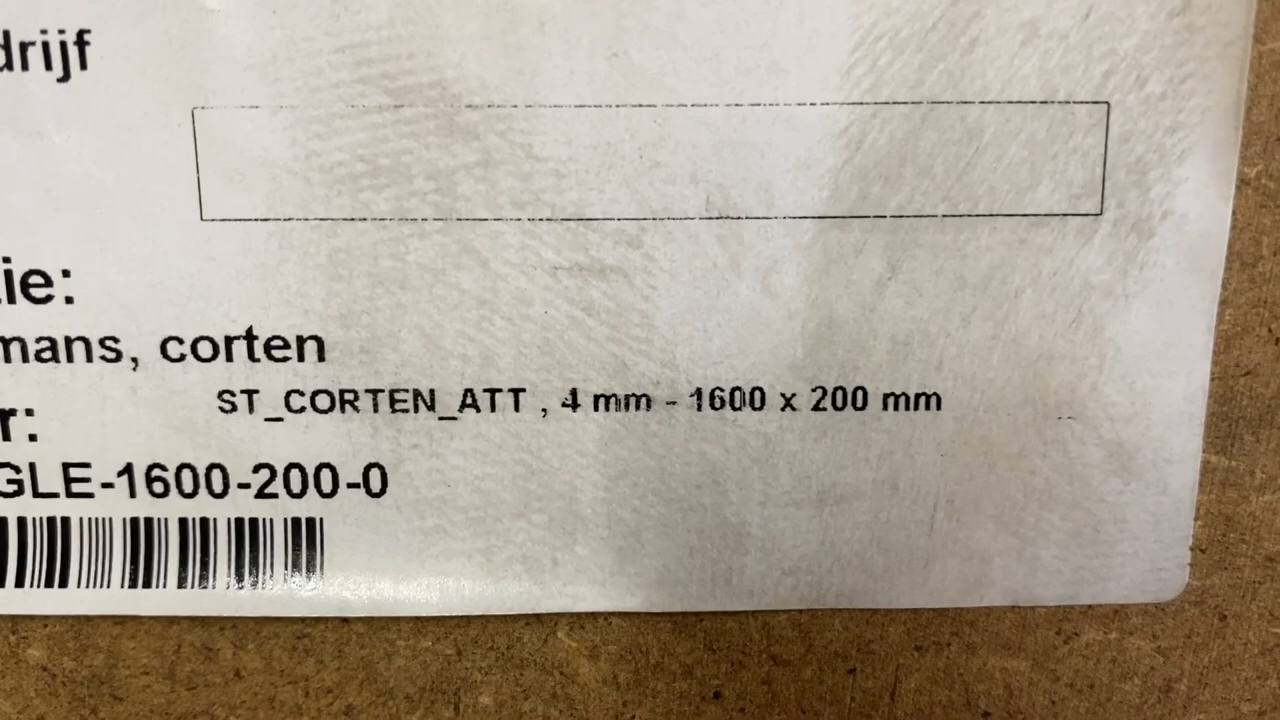 drijf
ie:
mans, corten
ST_CORTEN_ATT , 4 mm - 1600 x 200 mm
r:
GLE-1600-200-0